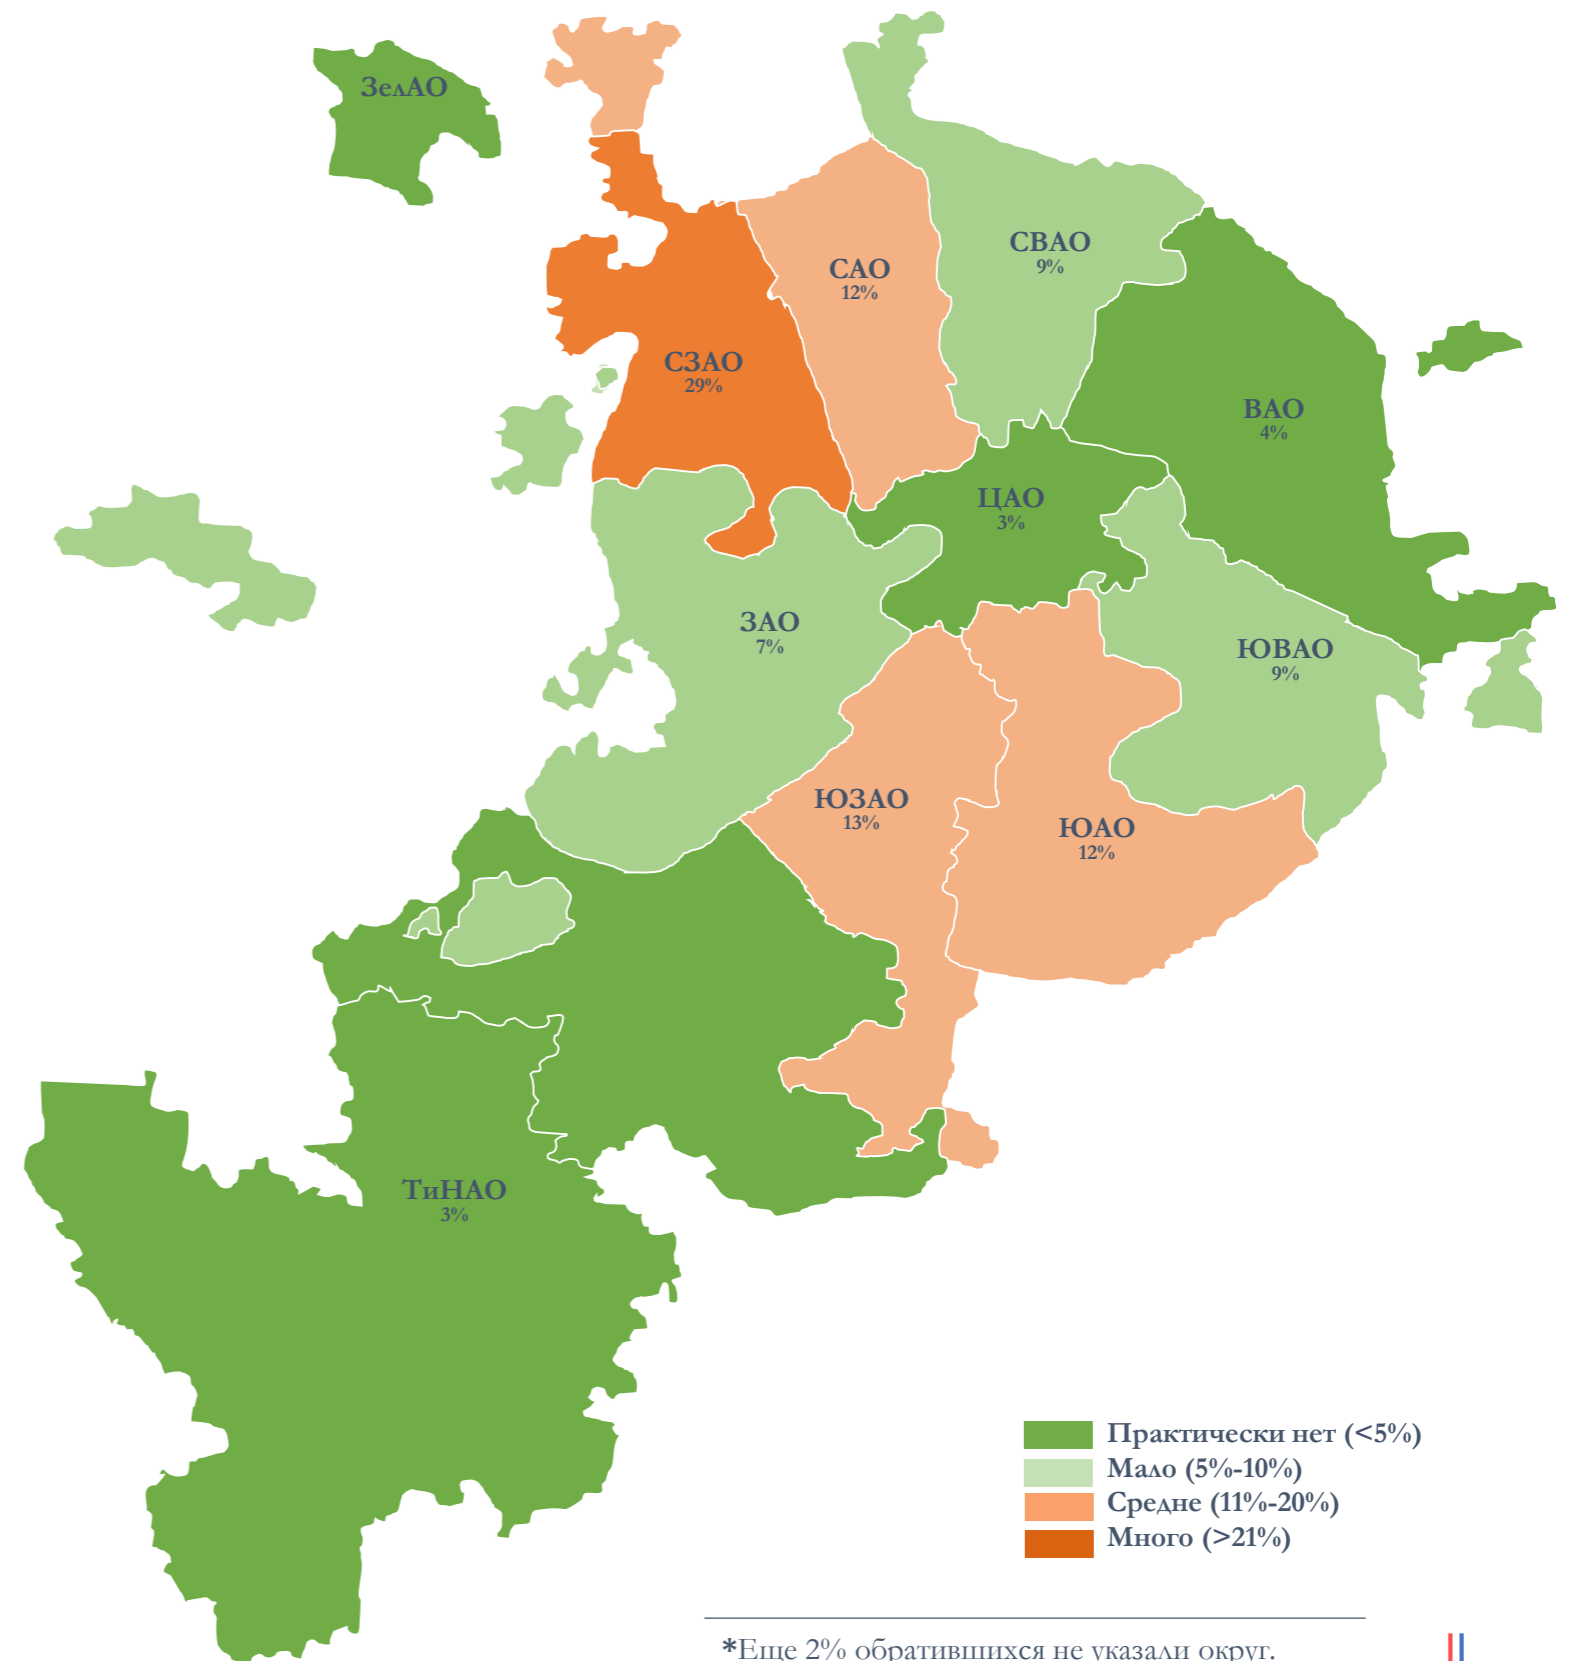 ЗелАО
СВАО
9%
САО
12%
СЗАО
29%
ВАО
4%
ЦАО
3%
ЗАО
7%
ЮВАО
9%
ЮЗАО
13%
ЮАО
12%
ТиНАО
3%
Практически нет (<5%)
Мало (5%-10%)
Средне (11%-20%)
Много (>21%)
*Еще 2% обратившихся не указали округ.